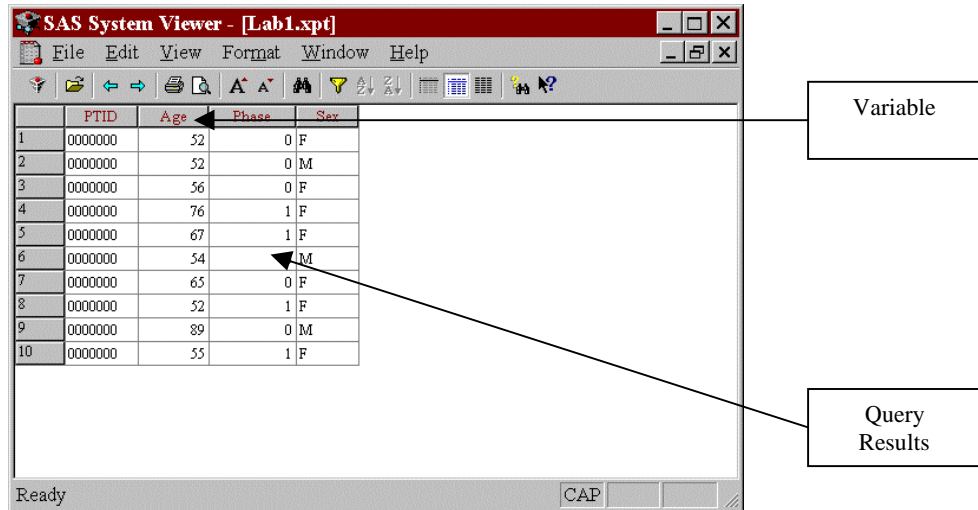 SAS System Viewer - [Lab1.xpt]
File Edit View Format Window Help
PTID Age Phase Sex
1 0000000 52 0 F
2 0000000 52 0 M
3 0000000 56 0 F
4 0000000 76 1 F
5 0000000 67 1 F
6 0000000 54 M
7 0000000 65 0 F
8 0000000 52 1 F
9 0000000 89 0 M
10 0000000 55 1 F
Ready CAP
Variable
Query
Results